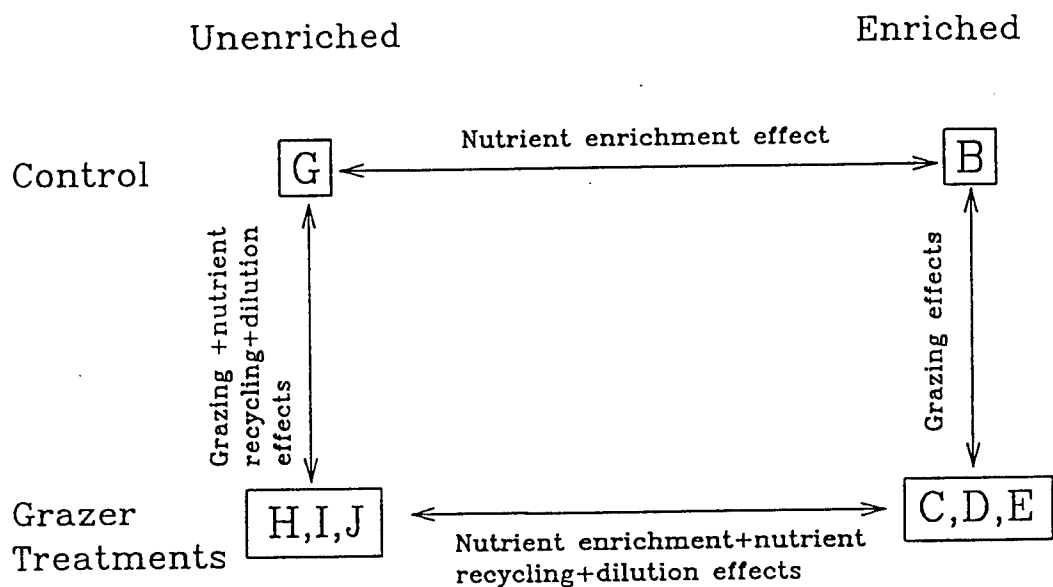 Unenriched
Enriched
Nutrient enrichment effect
Control
G
B
Grazing +nutrient
recycling+dilution
effects
Grazing effects
Grazer
Treatments
H,I,J
C,D,E
Nutrient enrichment+nutrient
recycling+dilution effects